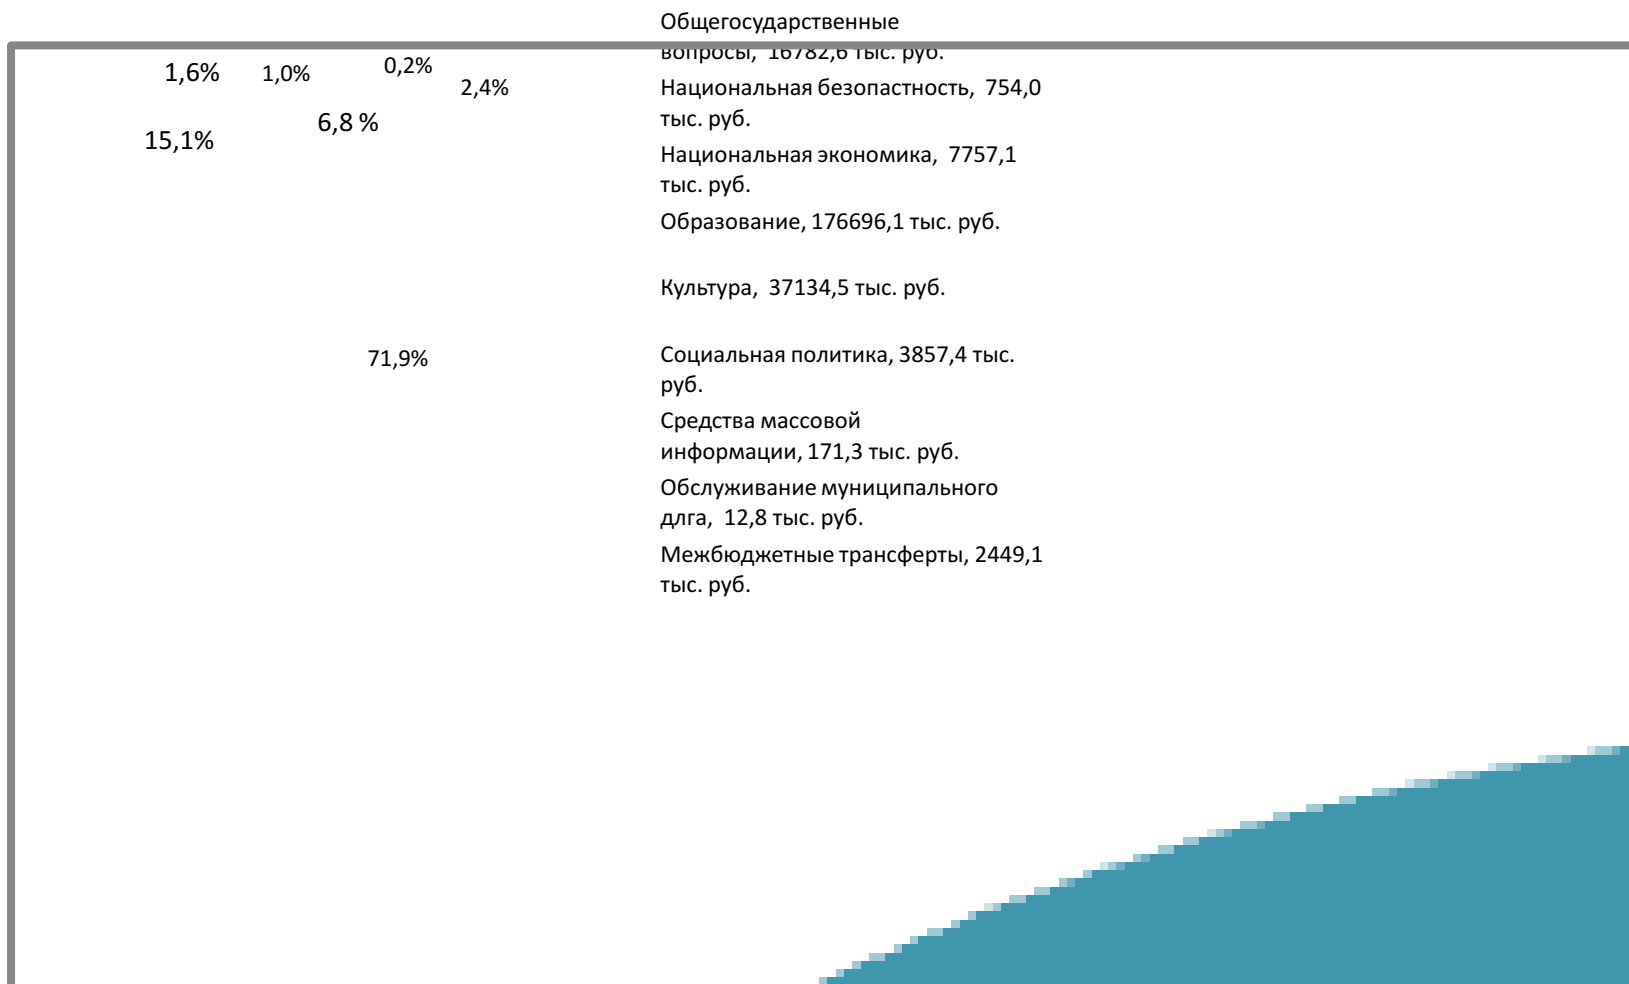 Общегосударственные
вопросы, 16782,6 тыс. руб.
1,6% 1,0% 0,2%
2,4%
6,8 %
15,1%
Национальная безопастность, 754,0
тыс. руб.
Национальная экономика, 7757,1
тыс. руб.
Образование, 176696,1 тыс. руб.
Культура, 37134,5 тыс. руб.
71,9%
Социальная политика, 3857,4 тыс.
руб.
Средства массовой
информации, 171,3 тыс. руб.
Обслуживание муниципального
длга, 12,8 тыс. руб.
Межбюджетные трансферты, 2449,1
тыс. руб.